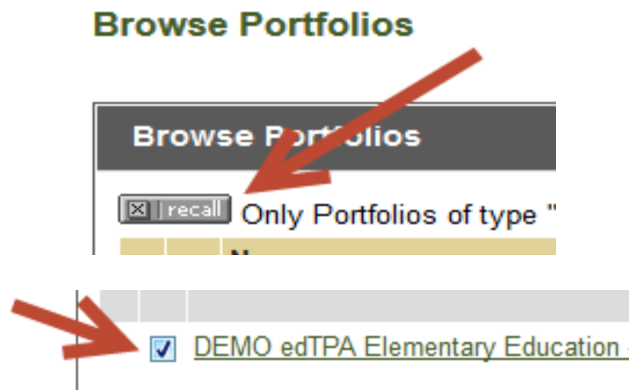 Browse Portfolios
Browse Portfolios
recall Only Portfolios of type "
DEMO edTPA Elementary Education